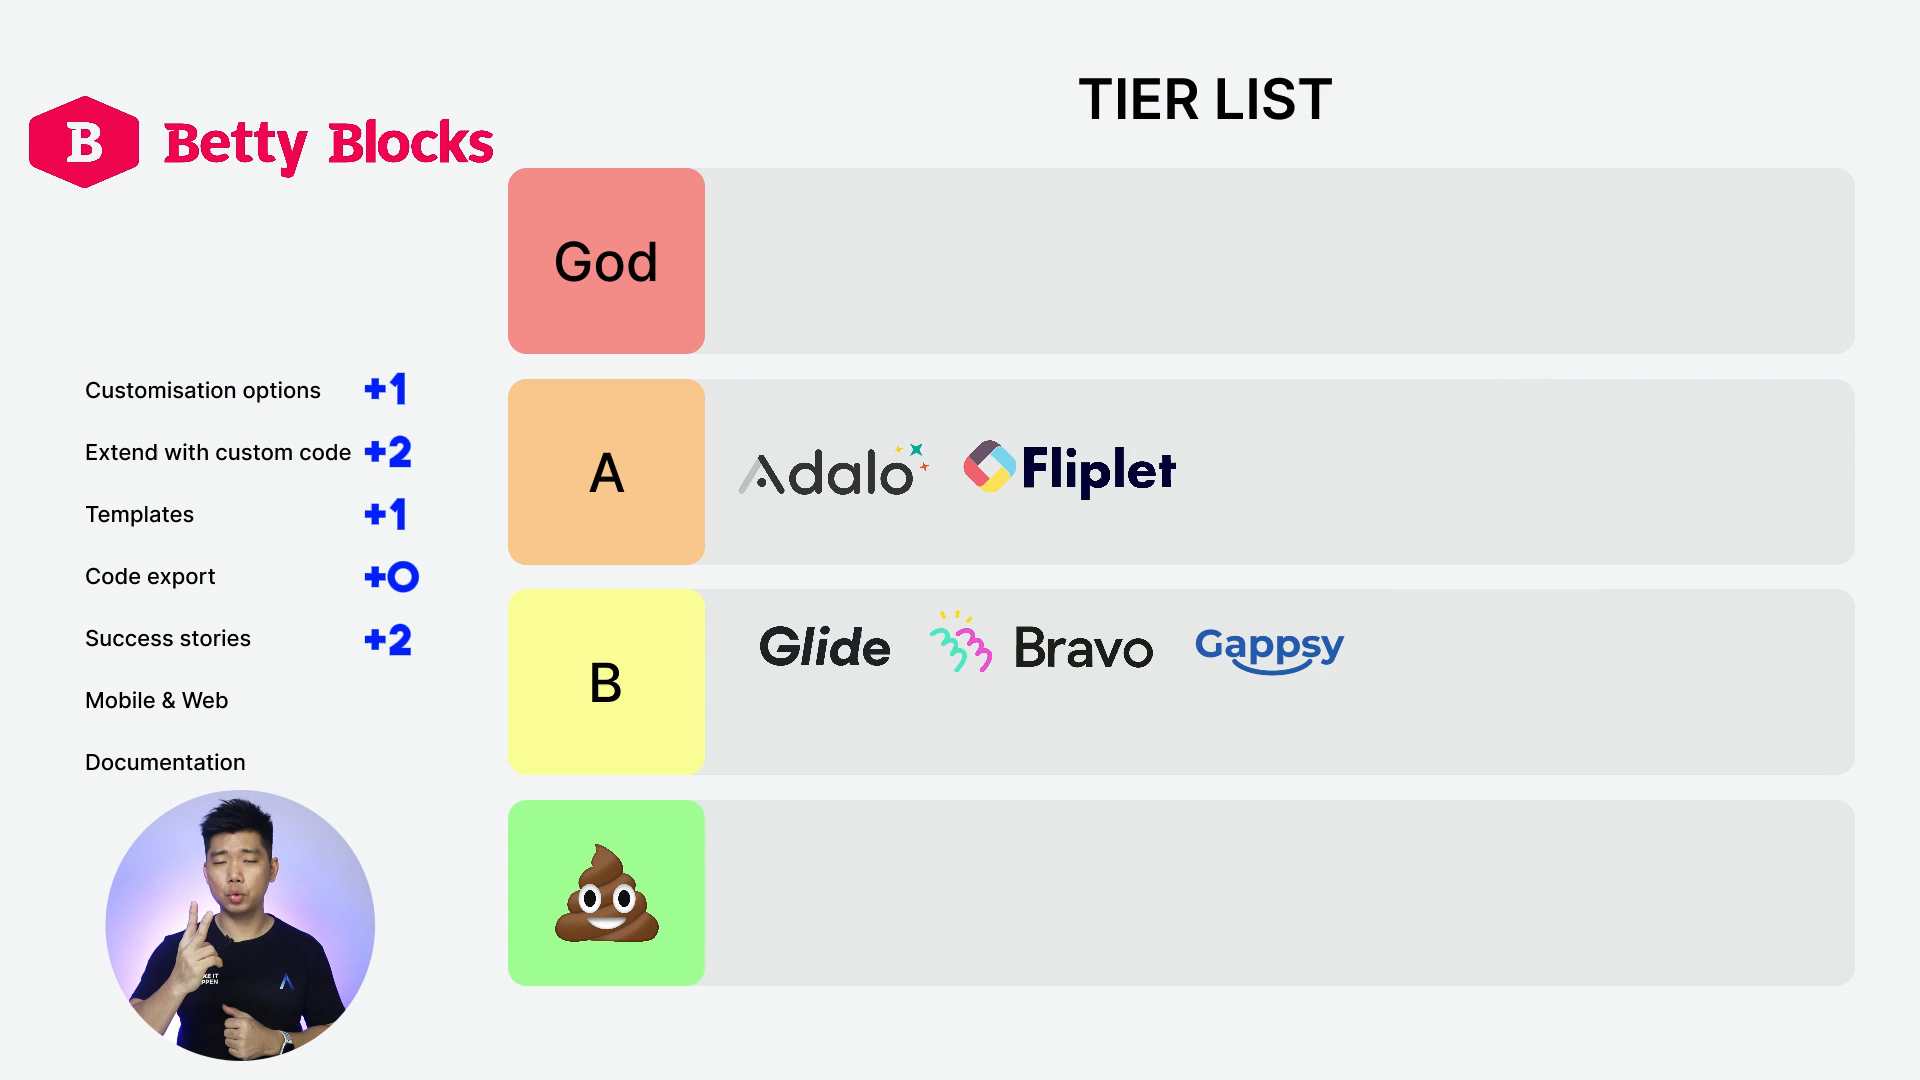 TIER LIST
B Betty Blocks
God
Customisation options +1
Extend with custom code +2
Templates +1
Code export +0
Success stories +2
Mobile & Web
Documentation
A
Adalo
Fliplet
B
Glide
Bravo
Gappsy